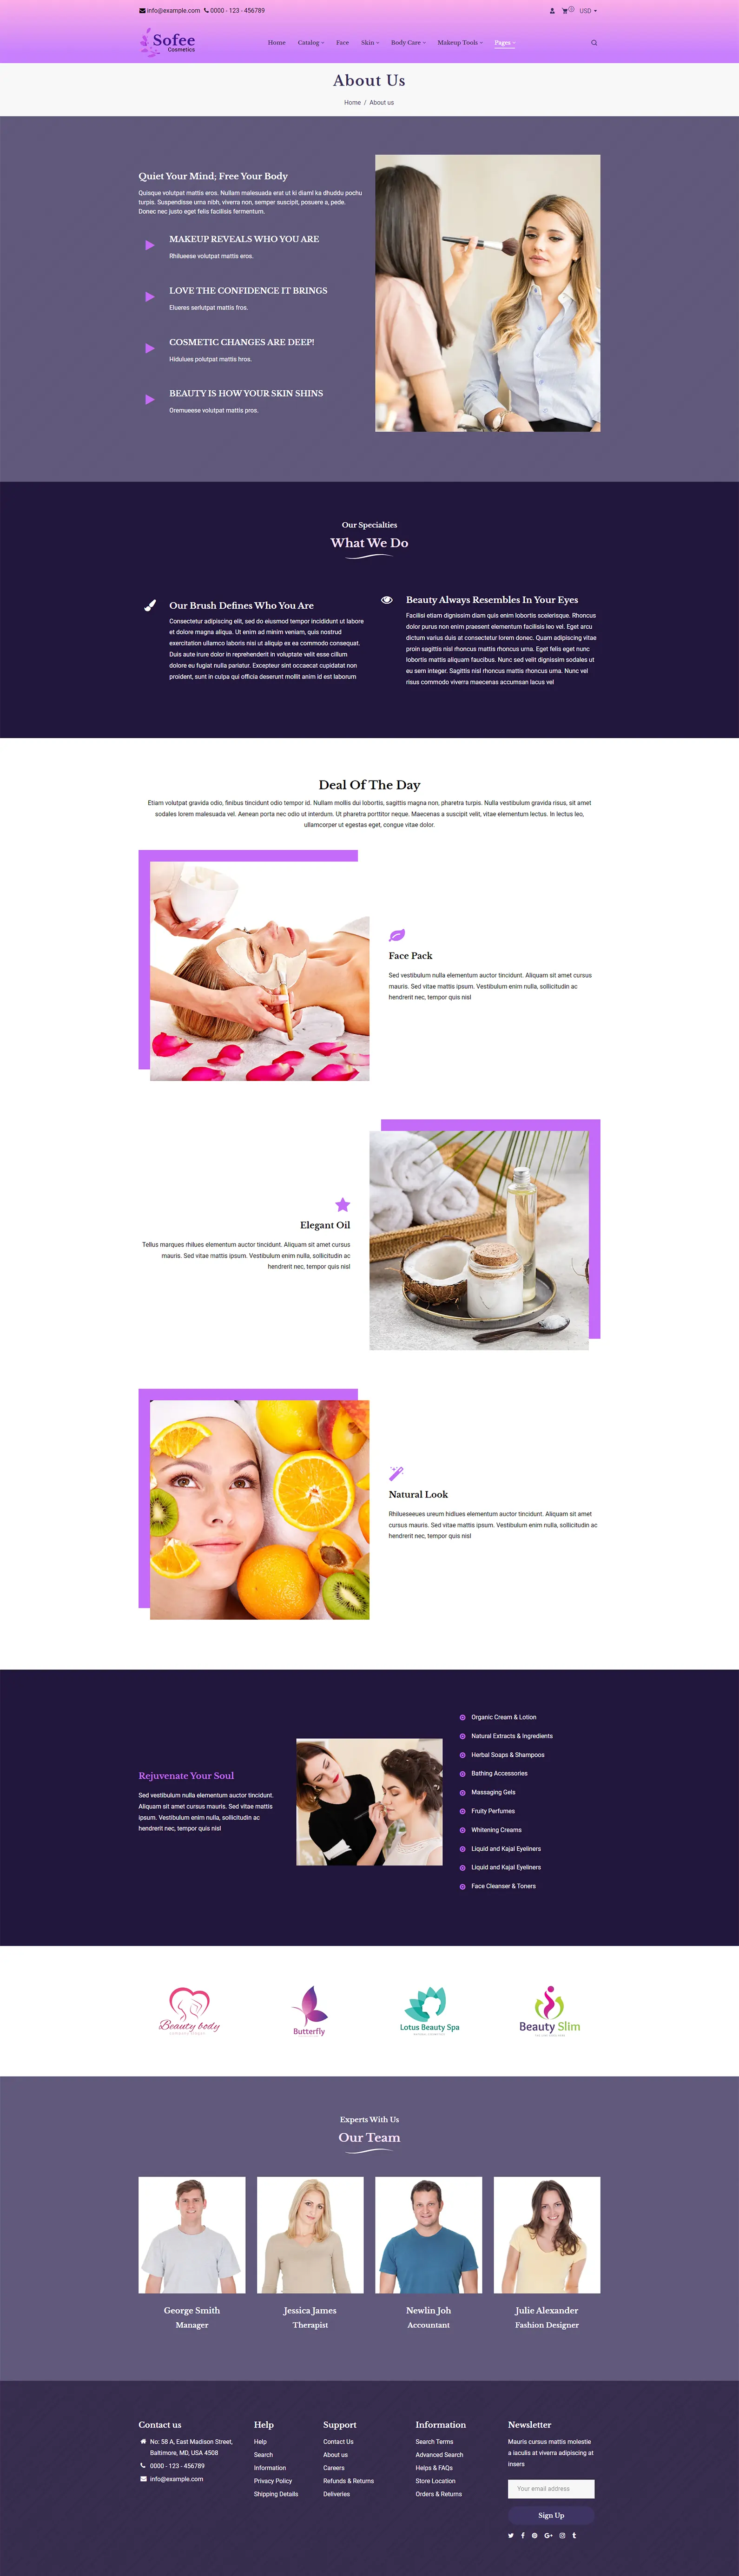 info@example.com 0000 - 123 - 456789
USD
Sofee
Cosmetics
Home Catalog Face Skin Body Care Makeup Tools Pages
About Us
Home / About us
Quiet Your Mind; Free Your Body
Quisque volutpat mattis eros. Nullam malesuada erat ut ki diaml ka dhuddu pochu
turpis. Suspendisse urna nibh, viverra non, semper suscipit, posuere a, pede.
Donec nec justo eget felis facilisis fermentum.
MAKEUP REVEALS WHO YOU ARE
Rhilueese volutpat mattis eros.
LOVE THE CONFIDENCE IT BRINGS
Elueres serlutpat mattis fros.
COSMETIC CHANGES ARE DEEP!
Hidulues polutpat mattis hros.
BEAUTY IS HOW YOUR SKIN SHINS
Oremueese volutpat mattis pros.
Our Specialties
What We Do
Our Brush Defines Who You Are
Consectetur adipiscing elit, sed do eiusmod tempor incididunt ut labore
et dolore magna aliqua. Ut enim ad minim veniam, quis nostrud
exercitation ullamco laboris nisi ut aliquip ex ea commodo consequat.
Duis aute irure dolor in reprehenderit in voluptate velit esse cillum
dolore eu fugiat nulla pariatur. Excepteur sint occaecat cupidatat non
proident, sunt in culpa qui officia deserunt mollit anim id est laborum
Beauty Always Resembles In Your Eyes
Facilisi etiam dignissim diam quis enim lobortis scelerisque. Rhoncus
dolor purus non enim praesent elementum facilisis leo vel. Eget arcu
dictum varius duis at consectetur lorem donec. Quam adipiscing vitae
proin sagittis nisl rhoncus mattis rhoncus urna. Eget felis eget nunc
lobortis mattis aliquam faucibus. Nunc sed velit dignissim sodales ut
eu sem integer. Sagittis nisl rhoncus mattis rhoncus urna. Nunc vel
risus commodo viverra maecenas accumsan lacus vel
Deal Of The Day
Etiam volutpat gravida odio, finibus tincidunt odio tempor id. Nullam mollis dui lobortis, sagittis magna non, pharetra turpis. Nulla vestibulum gravida risus, sit amet
sodales lorem malesuada vel. Aenean porta nec odio ut interdum. Ut pharetra porttitor neque. Maecenas a suscipit velit, vitae elementum lectus. In lectus leo,
ullamcorper ut egestas eget, congue vitae dolor.
Face Pack
Sed vestibulum nulla elementum auctor tincidunt. Aliquam sit amet cursus
mauris. Sed vitae mattis ipsum. Vestibulum enim nulla, sollicitudin ac
hendrerit nec, tempor quis nisl
Elegant Oil
Tellus marques rhilues elementum auctor tincidunt. Aliquam sit amet cursus
mauris. Sed vitae mattis ipsum. Vestibulum enim nulla, sollicitudin ac
hendrerit nec, tempor quis nisl
Natural Look
Rhilueseeues ureum hidlues elementum auctor tincidunt. Aliquam sit amet
cursus mauris. Sed vitae mattis ipsum. Vestibulum enim nulla, sollicitudin ac
hendrerit nec, tempor quis nisl
Rejuvenate Your Soul
Sed vestibulum nulla elementum auctor tincidunt.
Aliquam sit amet cursus mauris. Sed vitae mattis
ipsum. Vestibulum enim nulla, sollicitudin ac
hendrerit nec, tempor quis nisl
Organic Cream & Lotion
Natural Extracts & Ingredients
Herbal Soaps & Shampoos
Bathing Accessories
Massaging Gels
Fruity Perfumes
Whitening Creams
Liquid and Kajal Eyeliners
Liquid and Kajal Eyeliners
Face Cleanser & Toners
Beauty body
Butterfly
Lotus Beauty Spa
Beauty Slim
Experts With Us
Our Team
George Smith
Manager
Jessica James
Therapist
Newlin Joh
Accountant
Julie Alexander
Fashion Designer
Contact us
No: 58 A, East Madison Street,
Baltimore, MD, USA 4508
0000 - 123 - 456789
info@example.com
Help
Help
Search
Information
Privacy Policy
Shipping Details
Support
Contact Us
About us
Careers
Refunds & Returns
Deliveries
Information
Search Terms
Advanced Search
Helps & FAQs
Store Location
Orders & Returns
Newsletter
Mauris cursus mattis molestie
a iaculis at viverra adipiscing at
insers
Your email address
Sign Up